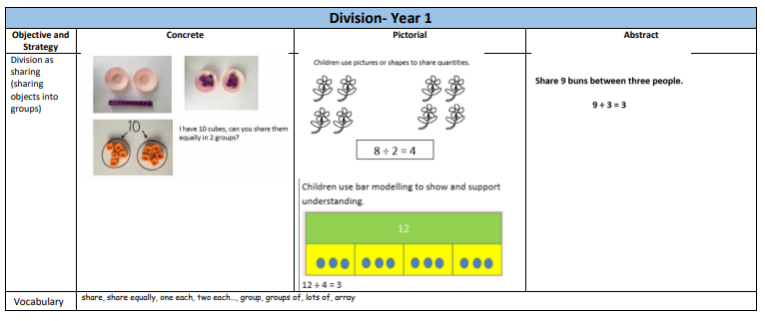 Division- Year 1
Objective and
Strategy
Concrete
Pictorial
Abstract
Division as
sharing
(sharing
objects into
groups)
10
I have 10 cubes, can you share them
equally in 2 groups?
Children use pictures or shapes to share quantities.
8 ÷ 2 = 4
Children use bar modelling to show and support
understanding.
12
12 ÷ 4 = 3
Share 9 buns between three people.
9 ÷ 3 = 3
Vocabulary
share, share equally, one each, two each…, group, groups of, lots of, array